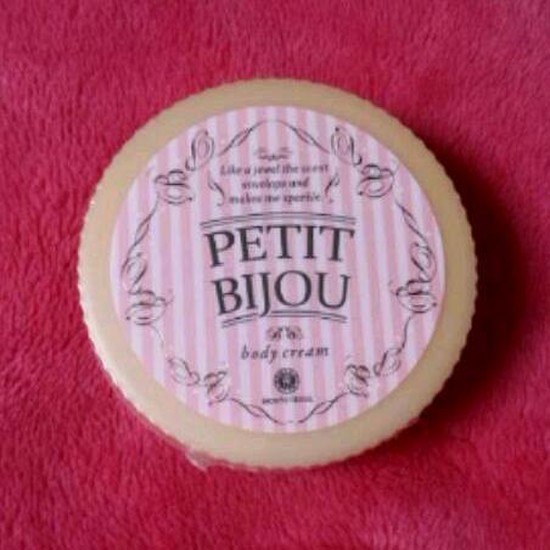 Like a jewel the scent
envelops and
makes me sparkle.
PETIT
BIJOU
body cream